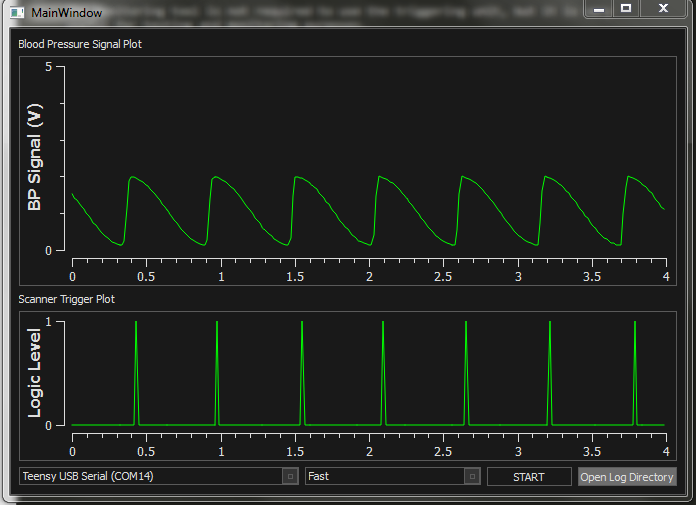 MainWindow
Blood Pressure Signal Plot
5
BP Signal (V)
0
0 0.5 1 1.5 2 2.5 3 3.5 4
Scanner Trigger Plot
1
Logic Level
0
0 0.5 1 1.5 2 2.5 3 3.5 4
Teensy USB Serial (COM14) Fast START Open Log Directory